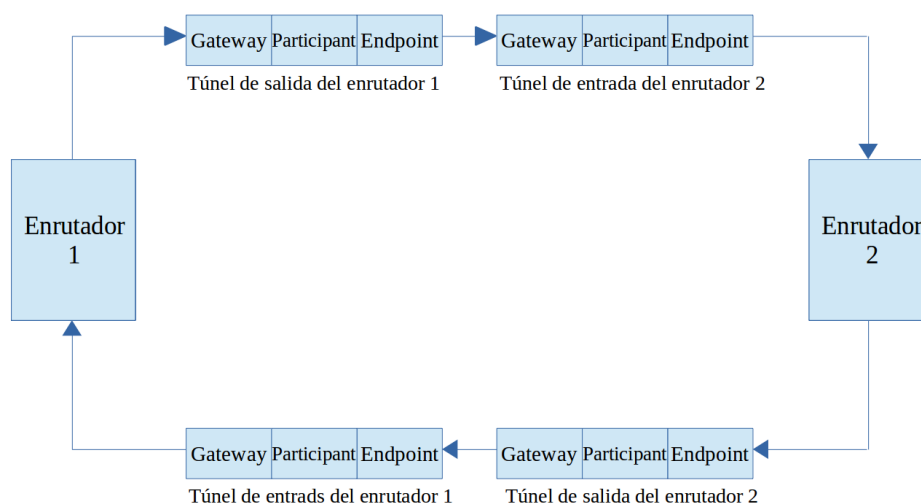 Gateway Participant Endpoint
Gateway Participant Endpoint
Túnel de salida del enrutador 1
Túnel de entrada del enrutador 2
Enrutador
1
Enrutador
2
Gateway Participant Endpoint
Gateway Participant Endpoint
Túnel de entrads del enrutador 1
Túnel de salida del enrutador 2